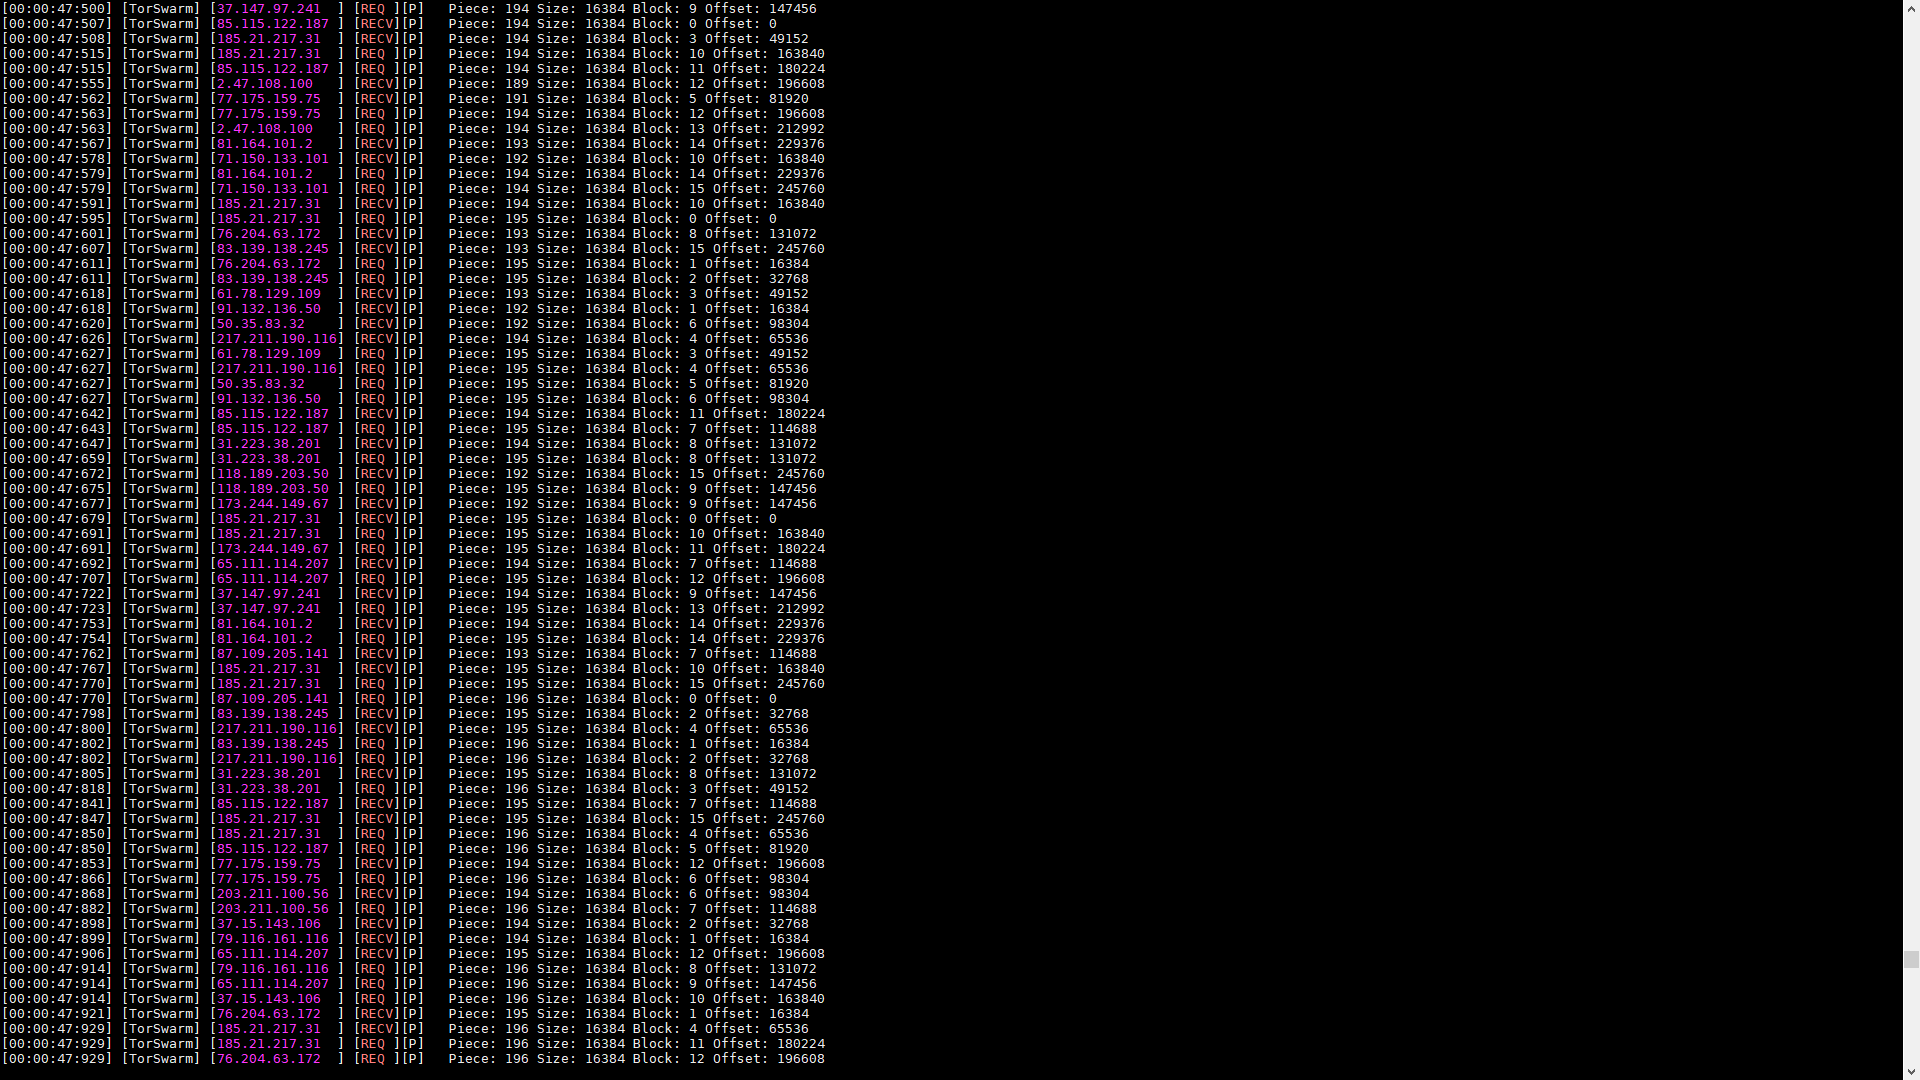 [00:00:47:500] [TorSwarm] [37.147.97.241  ] [REQ ][P]   Piece: 194 Size: 16384 Block: 9 Offset: 147456
[00:00:47:507] [TorSwarm] [85.115.122.187 ] [RECV][P]   Piece: 194 Size: 16384 Block: 0 Offset: 0
[00:00:47:508] [TorSwarm] [185.21.217.31  ] [RECV][P]   Piece: 194 Size: 16384 Block: 3 Offset: 49152
[00:00:47:515] [TorSwarm] [185.21.217.31  ] [REQ ][P]   Piece: 194 Size: 16384 Block: 10 Offset: 163840
[00:00:47:515] [TorSwarm] [85.115.122.187 ] [REQ ][P]   Piece: 194 Size: 16384 Block: 11 Offset: 180224
[00:00:47:555] [TorSwarm] [2.47.108.100   ] [RECV][P]   Piece: 189 Size: 16384 Block: 12 Offset: 196608
[00:00:47:562] [TorSwarm] [77.175.159.75  ] [RECV][P]   Piece: 191 Size: 16384 Block: 5 Offset: 81920
[00:00:47:563] [TorSwarm] [77.175.159.75  ] [REQ ][P]   Piece: 194 Size: 16384 Block: 12 Offset: 196608
[00:00:47:563] [TorSwarm] [2.47.108.100   ] [REQ ][P]   Piece: 194 Size: 16384 Block: 13 Offset: 212992
[00:00:47:567] [TorSwarm] [81.164.101.2   ] [RECV][P]   Piece: 193 Size: 16384 Block: 14 Offset: 229376
[00:00:47:578] [TorSwarm] [71.150.133.101 ] [RECV][P]   Piece: 192 Size: 16384 Block: 10 Offset: 163840
[00:00:47:579] [TorSwarm] [81.164.101.2   ] [REQ ][P]   Piece: 194 Size: 16384 Block: 14 Offset: 229376
[00:00:47:579] [TorSwarm] [71.150.133.101 ] [REQ ][P]   Piece: 194 Size: 16384 Block: 15 Offset: 245760
[00:00:47:591] [TorSwarm] [185.21.217.31  ] [RECV][P]   Piece: 194 Size: 16384 Block: 10 Offset: 163840
[00:00:47:595] [TorSwarm] [185.21.217.31  ] [REQ ][P]   Piece: 195 Size: 16384 Block: 0 Offset: 0
[00:00:47:601] [TorSwarm] [76.204.63.172  ] [RECV][P]   Piece: 193 Size: 16384 Block: 8 Offset: 131072
[00:00:47:607] [TorSwarm] [83.139.138.245 ] [RECV][P]   Piece: 193 Size: 16384 Block: 15 Offset: 245760
[00:00:47:611] [TorSwarm] [76.204.63.172  ] [REQ ][P]   Piece: 195 Size: 16384 Block: 1 Offset: 16384
[00:00:47:611] [TorSwarm] [83.139.138.245 ] [REQ ][P]   Piece: 195 Size: 16384 Block: 2 Offset: 32768
[00:00:47:618] [TorSwarm] [61.78.129.109  ] [RECV][P]   Piece: 193 Size: 16384 Block: 3 Offset: 49152
[00:00:47:618] [TorSwarm] [91.132.136.50  ] [RECV][P]   Piece: 192 Size: 16384 Block: 1 Offset: 16384
[00:00:47:620] [TorSwarm] [50.35.83.32    ] [RECV][P]   Piece: 192 Size: 16384 Block: 6 Offset: 98304
[00:00:47:626] [TorSwarm] [217.211.190.116] [RECV][P]   Piece: 194 Size: 16384 Block: 4 Offset: 65536
[00:00:47:627] [TorSwarm] [61.78.129.109  ] [REQ ][P]   Piece: 195 Size: 16384 Block: 3 Offset: 49152
[00:00:47:627] [TorSwarm] [217.211.190.116] [REQ ][P]   Piece: 195 Size: 16384 Block: 4 Offset: 65536
[00:00:47:627] [TorSwarm] [50.35.83.32    ] [REQ ][P]   Piece: 195 Size: 16384 Block: 5 Offset: 81920
[00:00:47:627] [TorSwarm] [91.132.136.50  ] [REQ ][P]   Piece: 195 Size: 16384 Block: 6 Offset: 98304
[00:00:47:642] [TorSwarm] [85.115.122.187 ] [RECV][P]   Piece: 194 Size: 16384 Block: 11 Offset: 180224
[00:00:47:643] [TorSwarm] [85.115.122.187 ] [REQ ][P]   Piece: 195 Size: 16384 Block: 7 Offset: 114688
[00:00:47:647] [TorSwarm] [31.223.38.201  ] [RECV][P]   Piece: 194 Size: 16384 Block: 8 Offset: 131072
[00:00:47:659] [TorSwarm] [31.223.38.201  ] [REQ ][P]   Piece: 195 Size: 16384 Block: 8 Offset: 131072
[00:00:47:672] [TorSwarm] [118.189.203.50 ] [RECV][P]   Piece: 192 Size: 16384 Block: 15 Offset: 245760
[00:00:47:675] [TorSwarm] [118.189.203.50 ] [REQ ][P]   Piece: 195 Size: 16384 Block: 9 Offset: 147456
[00:00:47:677] [TorSwarm] [173.244.149.67 ] [RECV][P]   Piece: 192 Size: 16384 Block: 9 Offset: 147456
[00:00:47:679] [TorSwarm] [185.21.217.31  ] [RECV][P]   Piece: 195 Size: 16384 Block: 0 Offset: 0
[00:00:47:691] [TorSwarm] [185.21.217.31  ] [REQ ][P]   Piece: 195 Size: 16384 Block: 10 Offset: 163840
[00:00:47:691] [TorSwarm] [173.244.149.67 ] [REQ ][P]   Piece: 195 Size: 16384 Block: 11 Offset: 180224
[00:00:47:692] [TorSwarm] [65.111.114.207 ] [RECV][P]   Piece: 194 Size: 16384 Block: 7 Offset: 114688
[00:00:47:707] [TorSwarm] [65.111.114.207 ] [REQ ][P]   Piece: 195 Size: 16384 Block: 12 Offset: 196608
[00:00:47:722] [TorSwarm] [37.147.97.241  ] [RECV][P]   Piece: 194 Size: 16384 Block: 9 Offset: 147456
[00:00:47:723] [TorSwarm] [37.147.97.241  ] [REQ ][P]   Piece: 195 Size: 16384 Block: 13 Offset: 212992
[00:00:47:753] [TorSwarm] [81.164.101.2   ] [RECV][P]   Piece: 194 Size: 16384 Block: 14 Offset: 229376
[00:00:47:754] [TorSwarm] [81.164.101.2   ] [REQ ][P]   Piece: 195 Size: 16384 Block: 14 Offset: 229376
[00:00:47:762] [TorSwarm] [87.109.205.141 ] [RECV][P]   Piece: 193 Size: 16384 Block: 7 Offset: 114688
[00:00:47:767] [TorSwarm] [185.21.217.31  ] [RECV][P]   Piece: 195 Size: 16384 Block: 10 Offset: 163840
[00:00:47:770] [TorSwarm] [185.21.217.31  ] [REQ ][P]   Piece: 195 Size: 16384 Block: 15 Offset: 245760
[00:00:47:770] [TorSwarm] [87.109.205.141 ] [REQ ][P]   Piece: 196 Size: 16384 Block: 0 Offset: 0
[00:00:47:798] [TorSwarm] [83.139.138.245 ] [RECV][P]   Piece: 195 Size: 16384 Block: 2 Offset: 32768
[00:00:47:800] [TorSwarm] [217.211.190.116] [RECV][P]   Piece: 195 Size: 16384 Block: 4 Offset: 65536
[00:00:47:802] [TorSwarm] [83.139.138.245 ] [REQ ][P]   Piece: 196 Size: 16384 Block: 1 Offset: 16384
[00:00:47:802] [TorSwarm] [217.211.190.116] [REQ ][P]   Piece: 196 Size: 16384 Block: 2 Offset: 32768
[00:00:47:805] [TorSwarm] [31.223.38.201  ] [RECV][P]   Piece: 195 Size: 16384 Block: 8 Offset: 131072
[00:00:47:818] [TorSwarm] [31.223.38.201  ] [REQ ][P]   Piece: 196 Size: 16384 Block: 3 Offset: 49152
[00:00:47:841] [TorSwarm] [85.115.122.187 ] [RECV][P]   Piece: 195 Size: 16384 Block: 7 Offset: 114688
[00:00:47:847] [TorSwarm] [185.21.217.31  ] [RECV][P]   Piece: 195 Size: 16384 Block: 15 Offset: 245760
[00:00:47:850] [TorSwarm] [185.21.217.31  ] [REQ ][P]   Piece: 196 Size: 16384 Block: 4 Offset: 65536
[00:00:47:850] [TorSwarm] [85.115.122.187 ] [REQ ][P]   Piece: 196 Size: 16384 Block: 5 Offset: 81920
[00:00:47:853] [TorSwarm] [77.175.159.75  ] [RECV][P]   Piece: 194 Size: 16384 Block: 12 Offset: 196608
[00:00:47:866] [TorSwarm] [77.175.159.75  ] [REQ ][P]   Piece: 196 Size: 16384 Block: 6 Offset: 98304
[00:00:47:868] [TorSwarm] [203.211.100.56 ] [RECV][P]   Piece: 194 Size: 16384 Block: 6 Offset: 98304
[00:00:47:882] [TorSwarm] [203.211.100.56 ] [REQ ][P]   Piece: 196 Size: 16384 Block: 7 Offset: 114688
[00:00:47:898] [TorSwarm] [37.15.143.106  ] [RECV][P]   Piece: 194 Size: 16384 Block: 2 Offset: 32768
[00:00:47:899] [TorSwarm] [79.116.161.116 ] [RECV][P]   Piece: 194 Size: 16384 Block: 1 Offset: 16384
[00:00:47:906] [TorSwarm] [65.111.114.207 ] [RECV][P]   Piece: 195 Size: 16384 Block: 12 Offset: 196608
[00:00:47:914] [TorSwarm] [79.116.161.116 ] [REQ ][P]   Piece: 196 Size: 16384 Block: 8 Offset: 131072
[00:00:47:914] [TorSwarm] [65.111.114.207 ] [REQ ][P]   Piece: 196 Size: 16384 Block: 9 Offset: 147456
[00:00:47:914] [TorSwarm] [37.15.143.106  ] [REQ ][P]   Piece: 196 Size: 16384 Block: 10 Offset: 163840
[00:00:47:921] [TorSwarm] [76.204.63.172  ] [RECV][P]   Piece: 195 Size: 16384 Block: 1 Offset: 16384
[00:00:47:929] [TorSwarm] [185.21.217.31  ] [RECV][P]   Piece: 196 Size: 16384 Block: 4 Offset: 65536
[00:00:47:929] [TorSwarm] [185.21.217.31  ] [REQ ][P]   Piece: 196 Size: 16384 Block: 11 Offset: 180224
[00:00:47:929] [TorSwarm] [76.204.63.172  ] [REQ ][P]   Piece: 196 Size: 16384 Block: 12 Offset: 196608